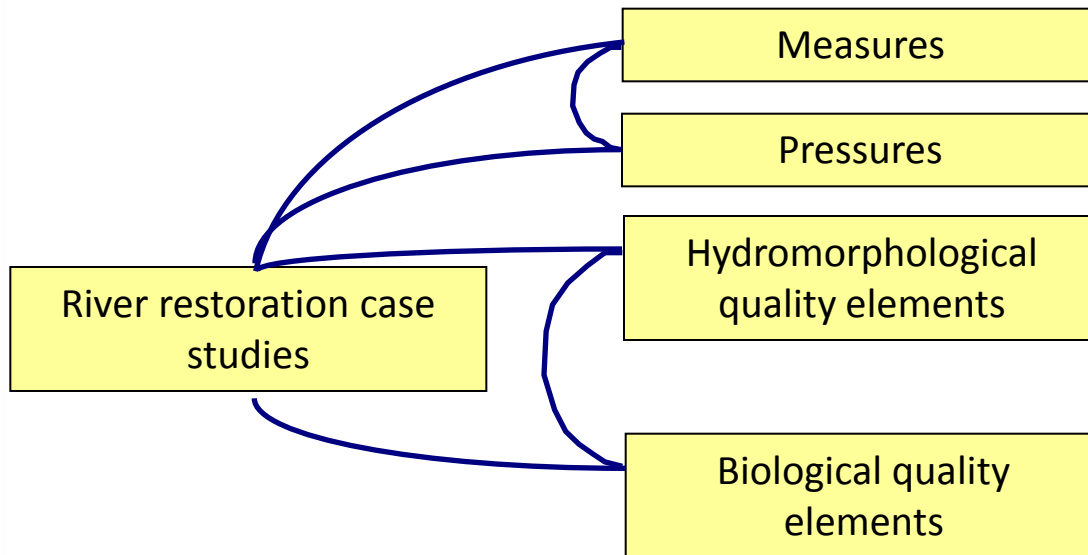 Measures
Pressures
Hydromorphological
quality elements
River restoration case
studies
Biological quality
elements